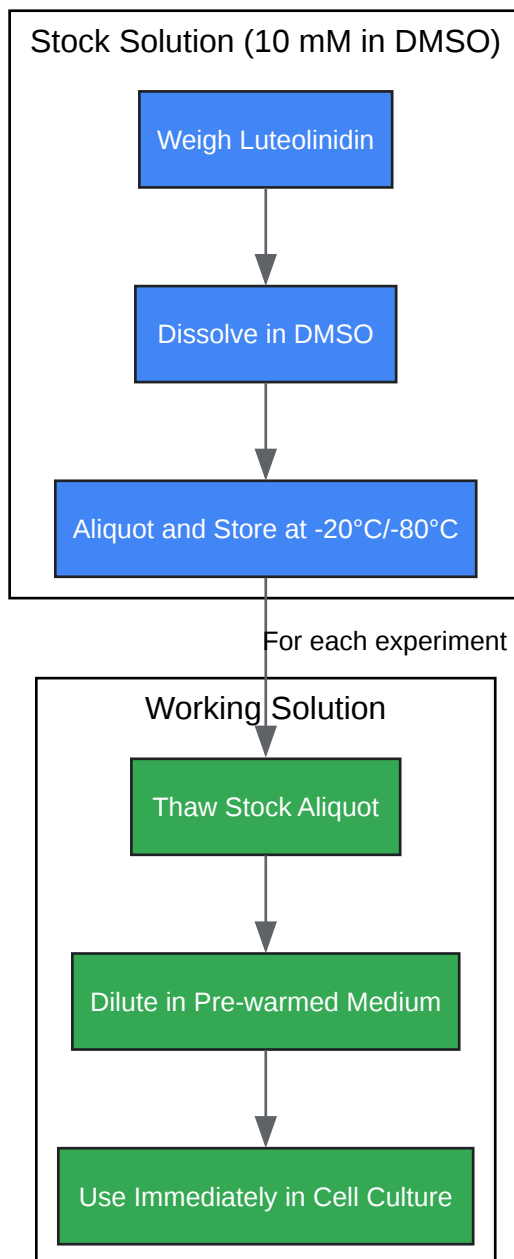 Stock Solution (10 mM in DMSO)
Weigh Luteolinidin
Dissolve in DMSO
Aliquot and Store at -20°C/-80°C
For each experiment
Working Solution
Thaw Stock Aliquot
Dilute in Pre-warmed Medium
Use Immediately in Cell Culture